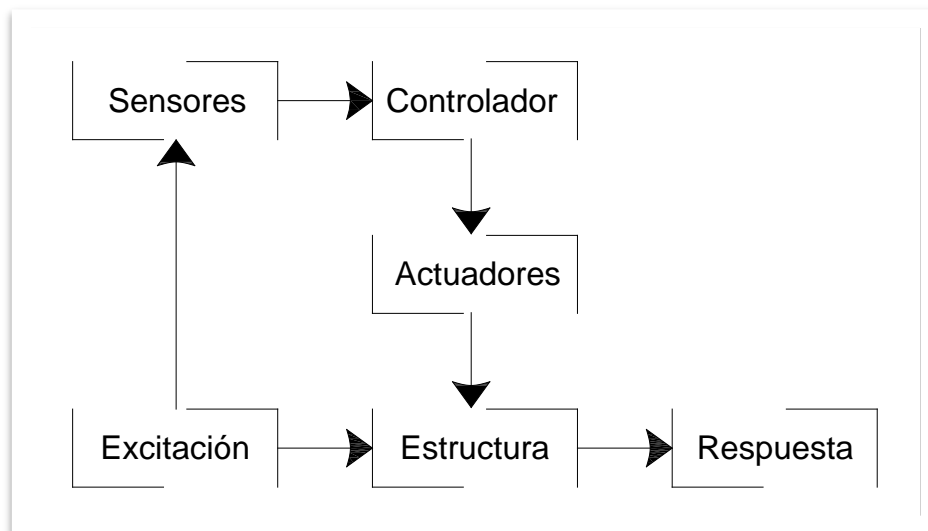 Sensores
Controlador
Actuadores
Excitación
Estructura
Respuesta